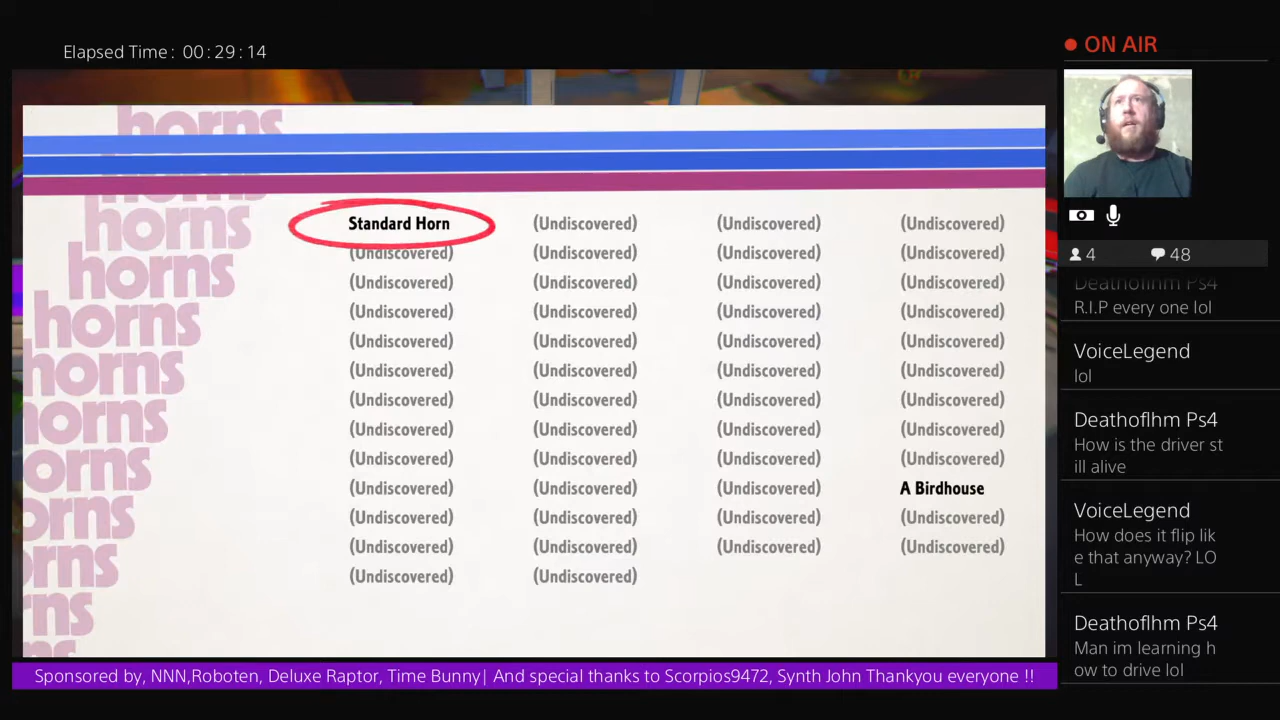 Elapsed Time: 00:29:14
ON AIR
horns
horns
horns
horns
horns
horns
orns
orns
rns
ns
Standard Horn (Undiscovered) (Undiscovered) (Undiscovered)
(Undiscovered) (Undiscovered) (Undiscovered) (Undiscovered)
(Undiscovered) (Undiscovered) (Undiscovered) (Undiscovered)
(Undiscovered) (Undiscovered) (Undiscovered) (Undiscovered)
(Undiscovered) (Undiscovered) (Undiscovered) (Undiscovered)
(Undiscovered) (Undiscovered) (Undiscovered) (Undiscovered)
(Undiscovered) (Undiscovered) (Undiscovered) (Undiscovered)
(Undiscovered) (Undiscovered) (Undiscovered) (Undiscovered)
(Undiscovered) (Undiscovered) (Undiscovered) (Undiscovered)
(Undiscovered) (Undiscovered) (Undiscovered) A Birdhouse
(Undiscovered) (Undiscovered) (Undiscovered) (Undiscovered)
(Undiscovered) (Undiscovered) (Undiscovered) (Undiscovered)
(Undiscovered) (Undiscovered)
4 48
Deathoflhm Ps4
R.I.P every one lol
VoiceLegend
lol
Deathoflhm Ps4
How is the driver st
ill alive
VoiceLegend
How does it flip lik
e that anyway? LO
L
Deathoflhm Ps4
Man im learning h
ow to drive lol
Sponsored by, NNN,Roboten, Deluxe Raptor, Time Bunny| And special thanks to Scorpios9472, Synth John Thankyou everyone !!